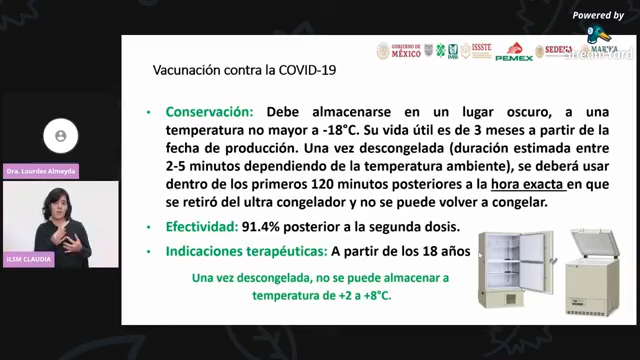 Powered by
StreamYard
GOBIERNO DE
MÉXICO
IMSS
ISSSTE
PEMEX
SEDENA
MARINA
Vacunación contra la COVID-19
• Conservación: Debe almacenarse en un lugar oscuro, a una
temperatura no mayor a -18°C. Su vida útil es de 3 meses a partir de la
fecha de producción. Una vez descongelada (duración estimada entre
2-5 minutos dependiendo de la temperatura ambiente), se deberá usar
dentro de los primeros 120 minutos posteriores a la hora exacta en que
se retiró del ultra congelador y no se puede volver a congelar.
• Efectividad: 91.4% posterior a la segunda dosis.
• Indicaciones terapéuticas: A partir de los 18 años
Una vez descongelada, no se puede almacenar a
temperatura de +2 a +8°C.
Dra. Lourdes Almeyda
ILSM CLAUDIA